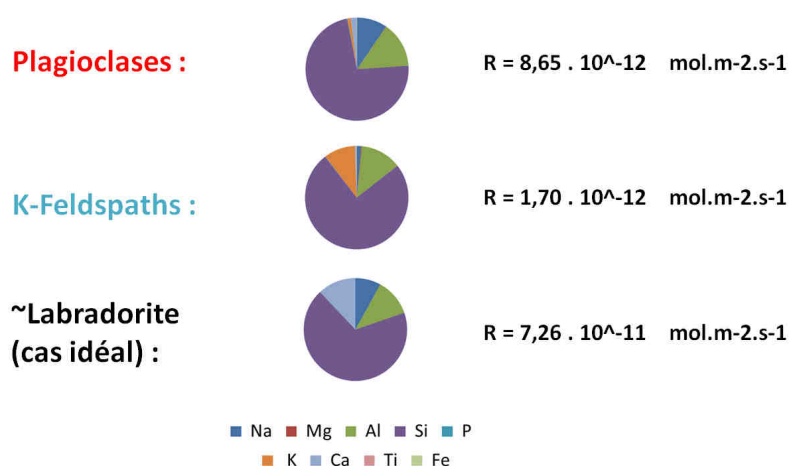 Plagioclases :
R = 8,65 . 10^-12 mol.m-2.s-1
K-Feldspaths :
R = 1,70 . 10^-12 mol.m-2.s-1
~Labradorite
(cas idéal) :
R = 7,26 . 10^-11 mol.m-2.s-1
Na Mg Al Si P
K Ca Ti Fe